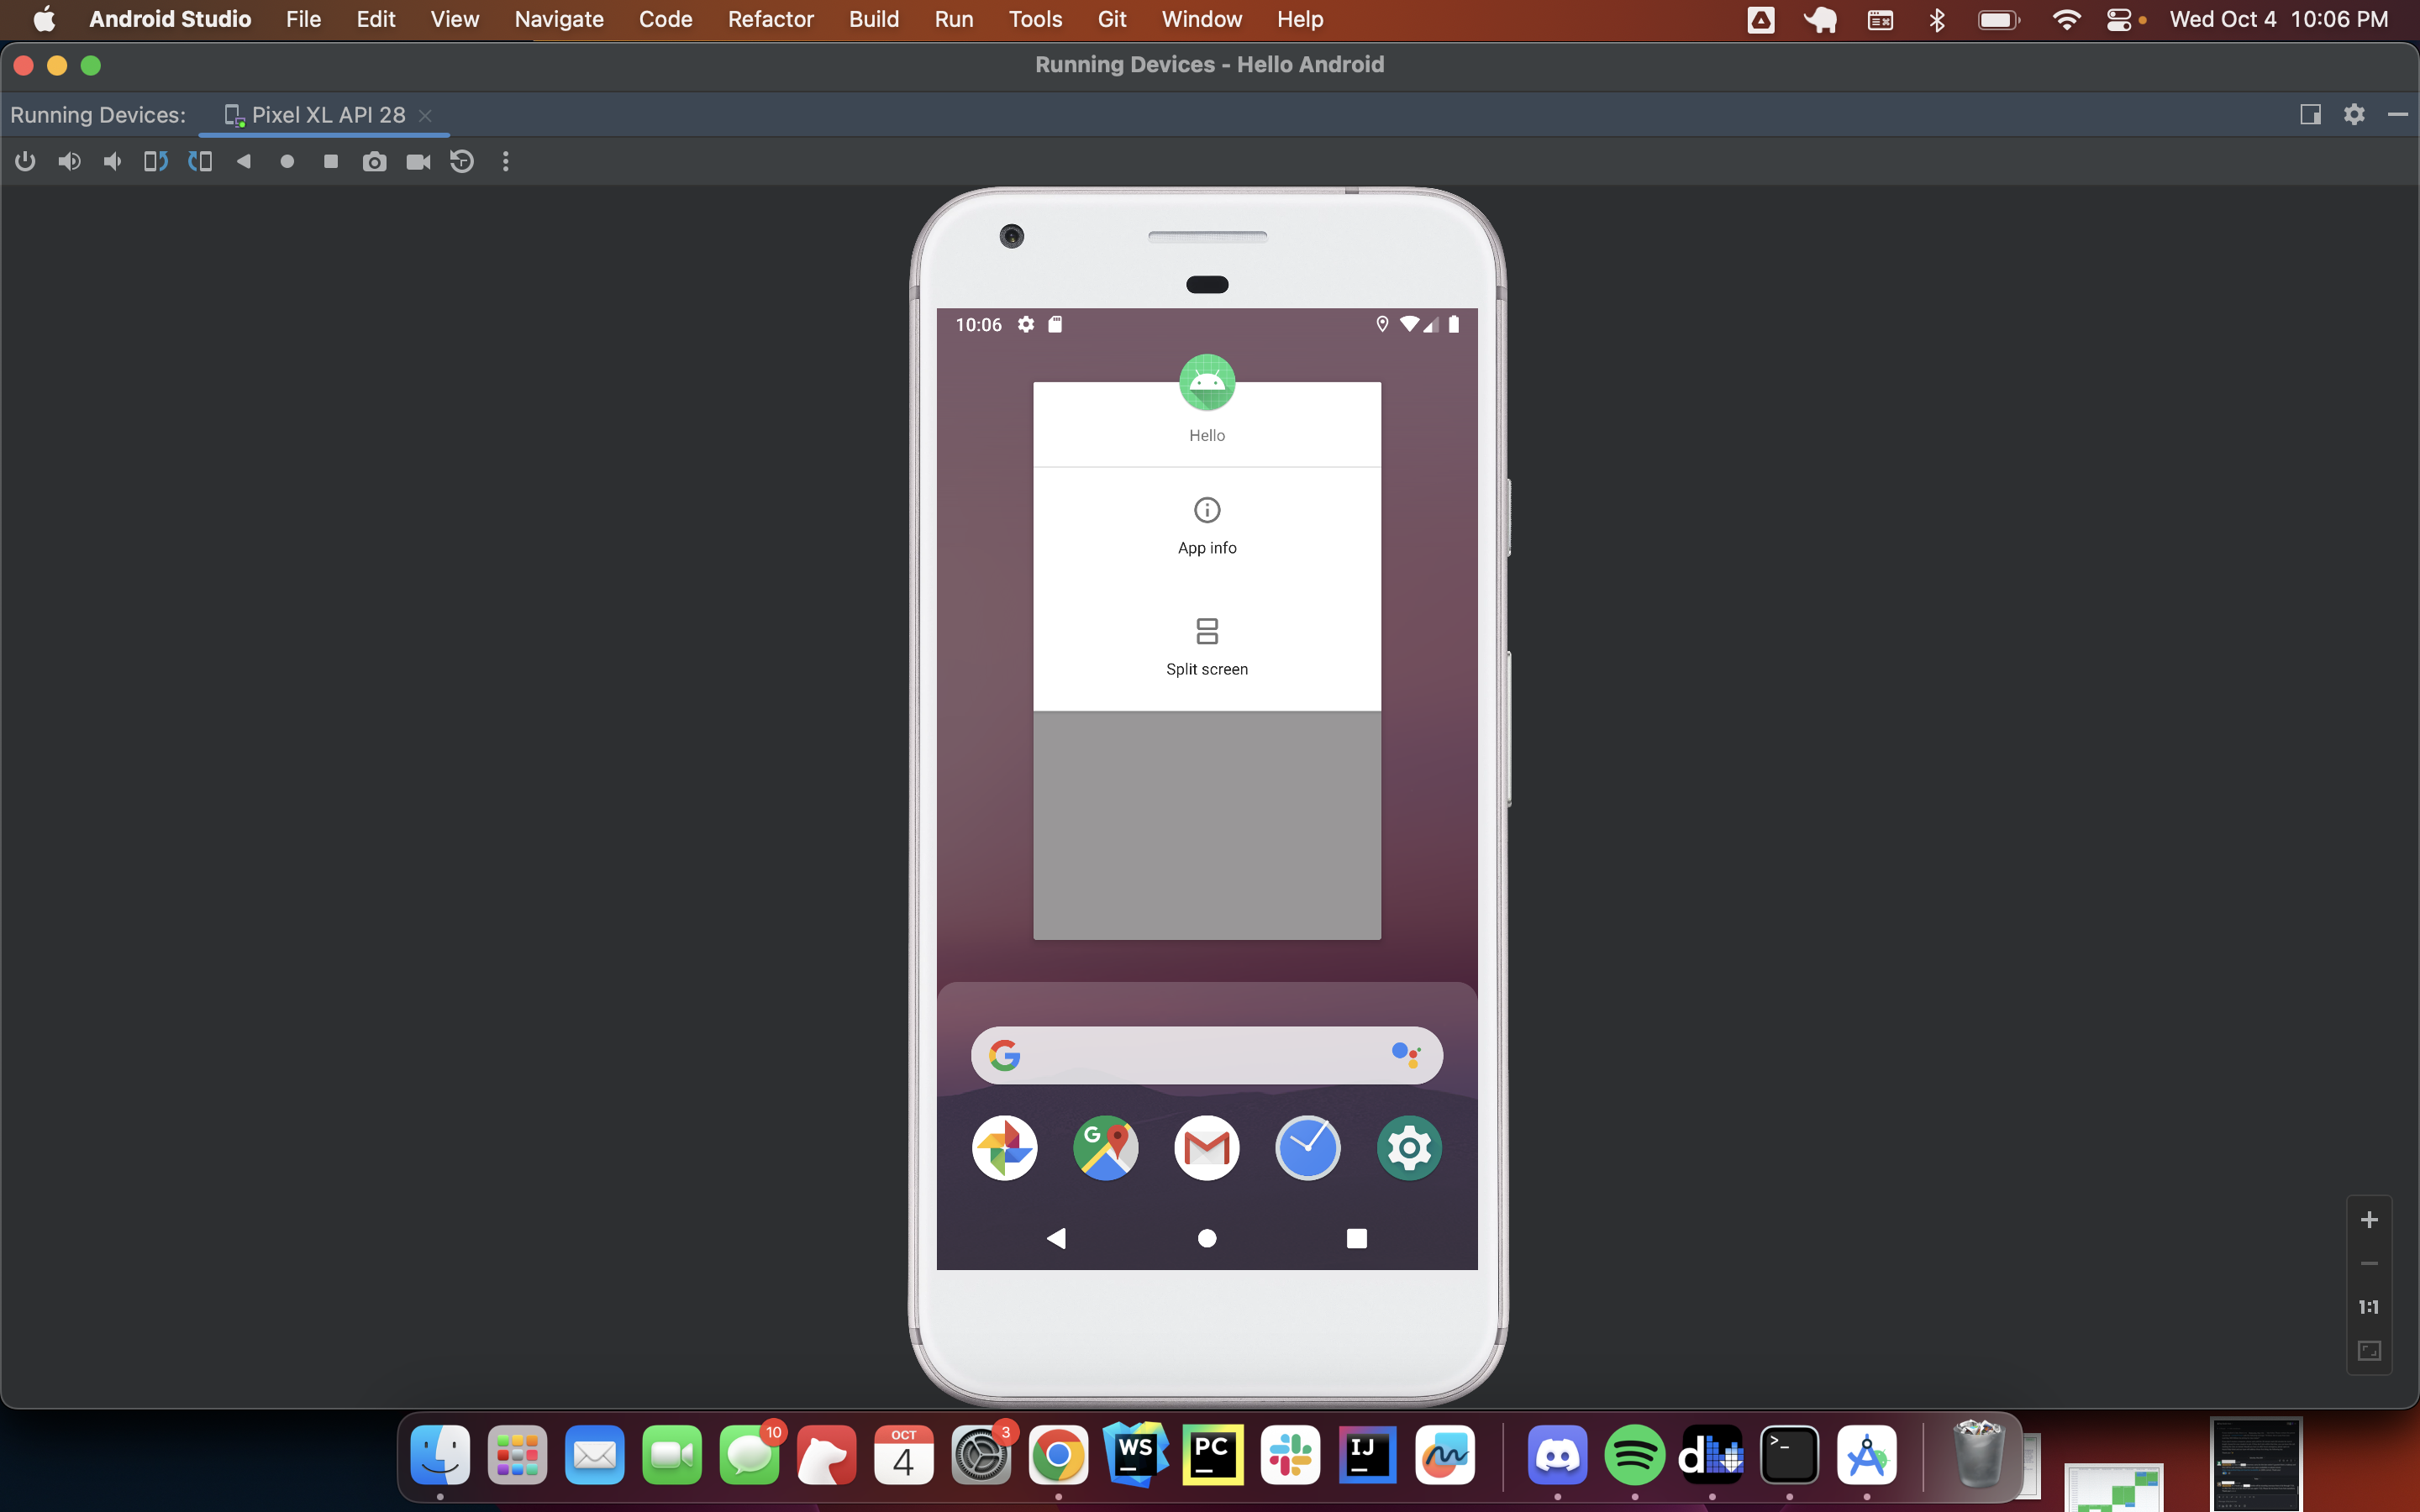 Android Studio File Edit View Navigate Code Refactor Build Run Tools Git Window Help Wed Oct 4 10:06 PM
Running Devices - Hello Android
Running Devices: Pixel XL API 28
10:06
Hello
App info
Split screen
G
1:1
10
OCT
4
3
WS
PC
IJ
d
>_